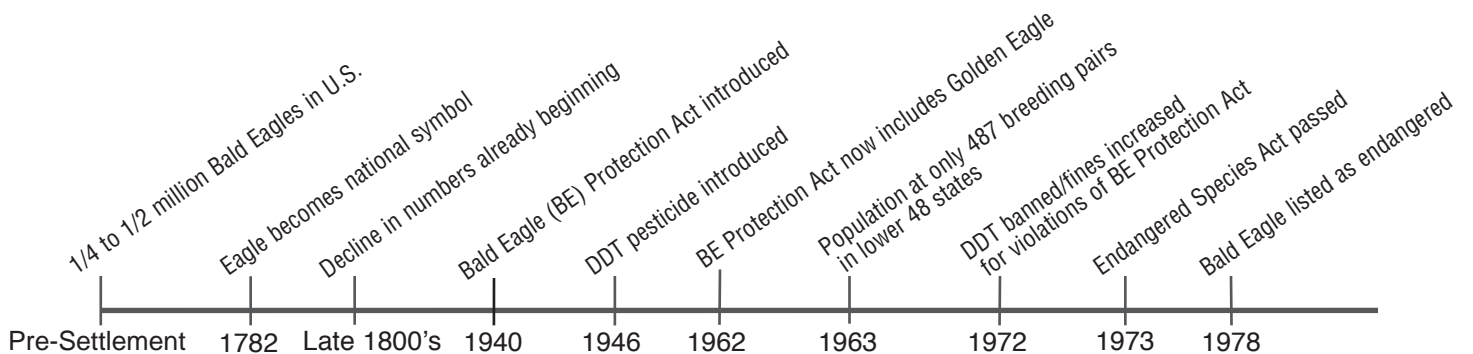 1/4 to 1/2 million Bald Eagles in U.S.
Eagle becomes national symbol
Decline in numbers already beginning
Bald Eagle (BE) Protection Act introduced
DDT pesticide introduced
BE Protection Act now includes Golden Eagle
Population at only 487 breeding pairs
in lower 48 states
DDT banned/fines increased
for violations of BE Protection Act
Endangered Species Act passed
Bald Eagle listed as endangered
Pre-Settlement 1782 Late 1800's 1940 1946 1962 1963 1972 1973 1978